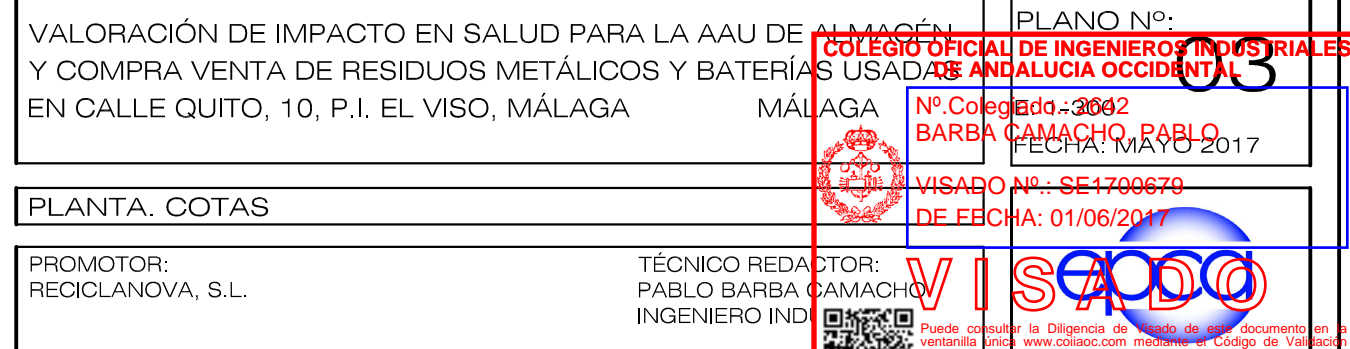 VALORACIÓN DE IMPACTO EN SALUD PARA LA AAU DE ALMACÉN
Y COMPRA VENTA DE RESIDUOS METÁLICOS Y BATERÍAS USADAS
EN CALLE QUITO, 10, P.I. EL VISO, MÁLAGA MÁLAGA
PLANO Nº:
03
E: 1-300
FECHA: MAYO 2017
COLEGIO OFICIAL DE INGENIEROS INDUSTRIALES
DE ANDALUCIA OCCIDENTAL
Nº.Colegiado.: 2642
BARBA CAMACHO, PABLO
VISADO Nº.: SE1700679
DE FECHA: 01/06/2017
VISADO
PLANTA. COTAS
PROMOTOR:
RECICLANOVA, S.L.
TÉCNICO REDACTOR:
PABLO BARBA CAMACHO
INGENIERO
epca
Puede consultar la Diligencia de Visado de este documento en la
ventanilla única www.coiiaoc.com mediante el Código de Validación